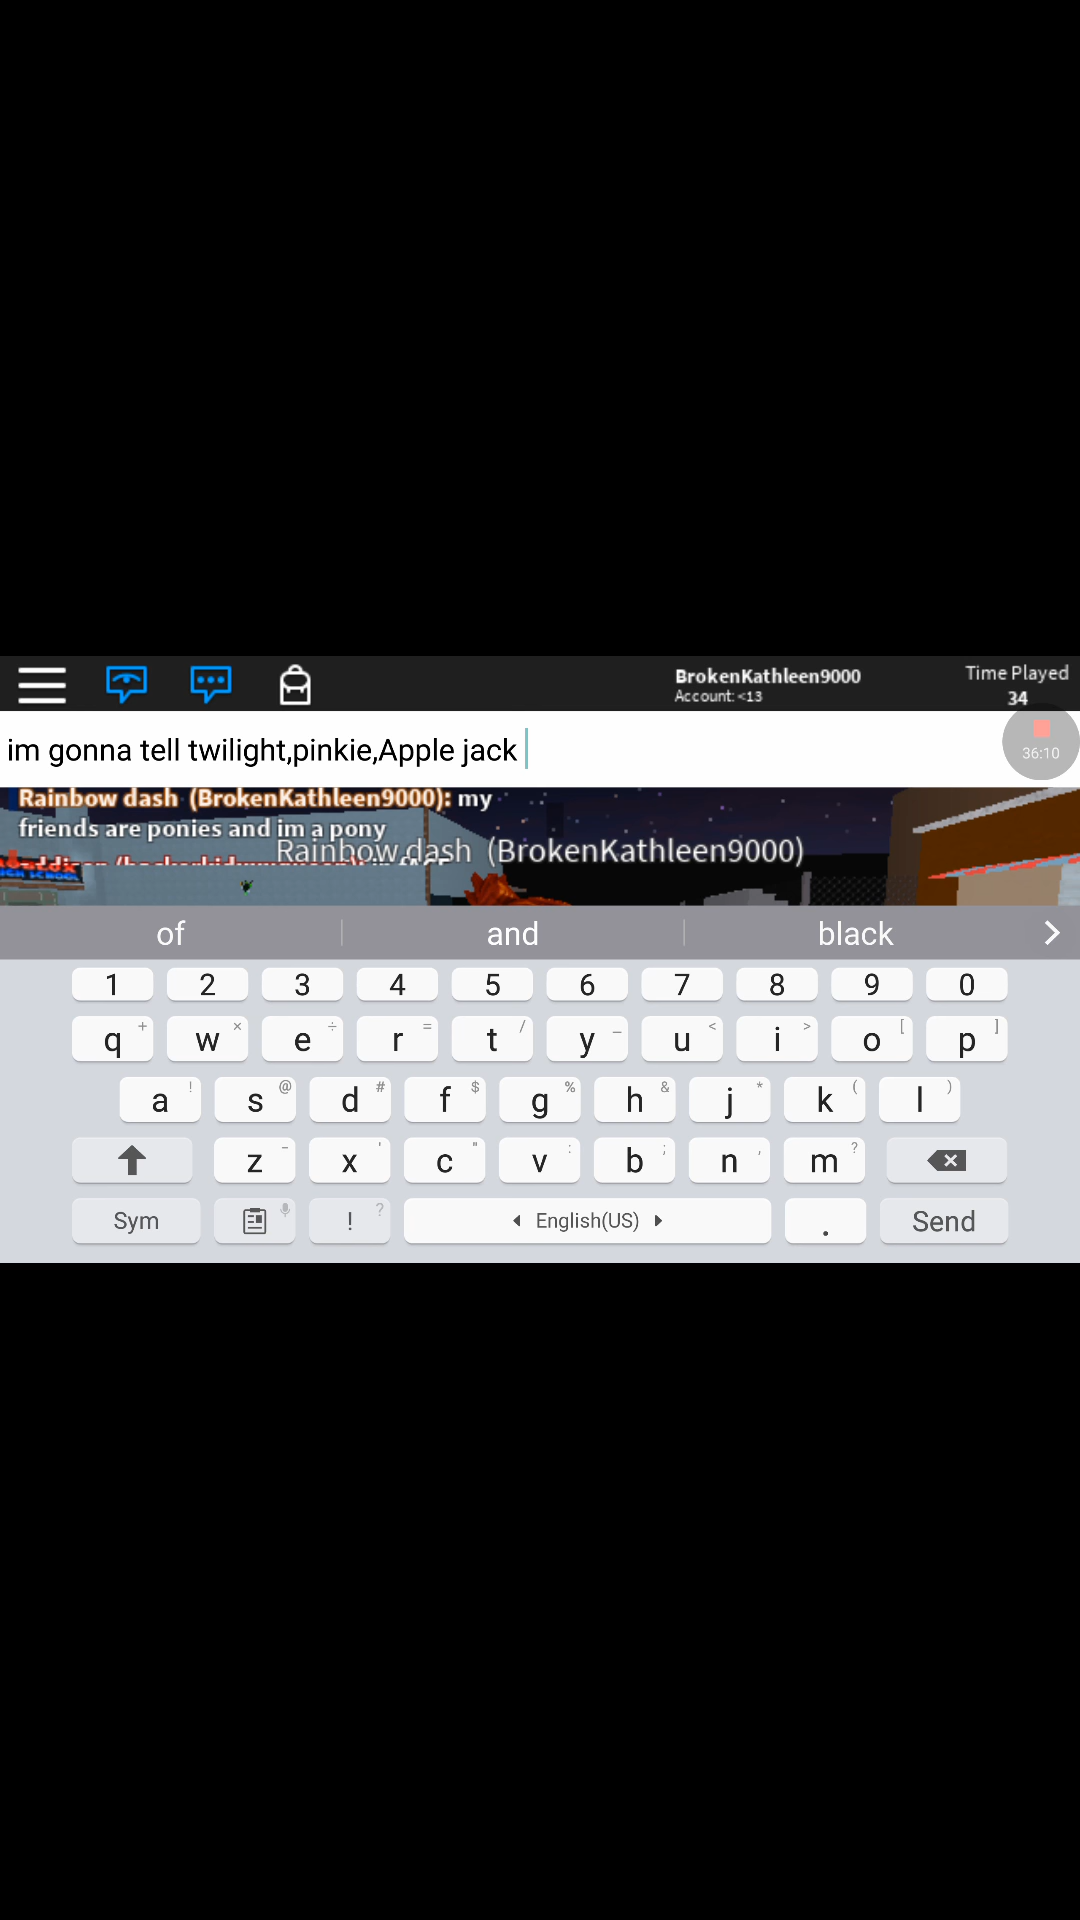 BrokenKathleen9000
Account: <13
Time Played
34
im gonna tell twilight,pinkie,Apple jack
36:10
Rainbow dash (BrokenKathleen9000): my
friends are ponies and im a pony
Rainbow dash (BrokenKathleen9000)
HIGH SCHOOL
of and black
1 2 3 4 5 6 7 8 9 0
q + w × e ÷ r = t / y _ u < i > o [ p ]
a ! s @ d # f $ g % h & j * k ( l )
z - x ' c " v : b ; n , m ?
Sym ! ? English(US) . Send